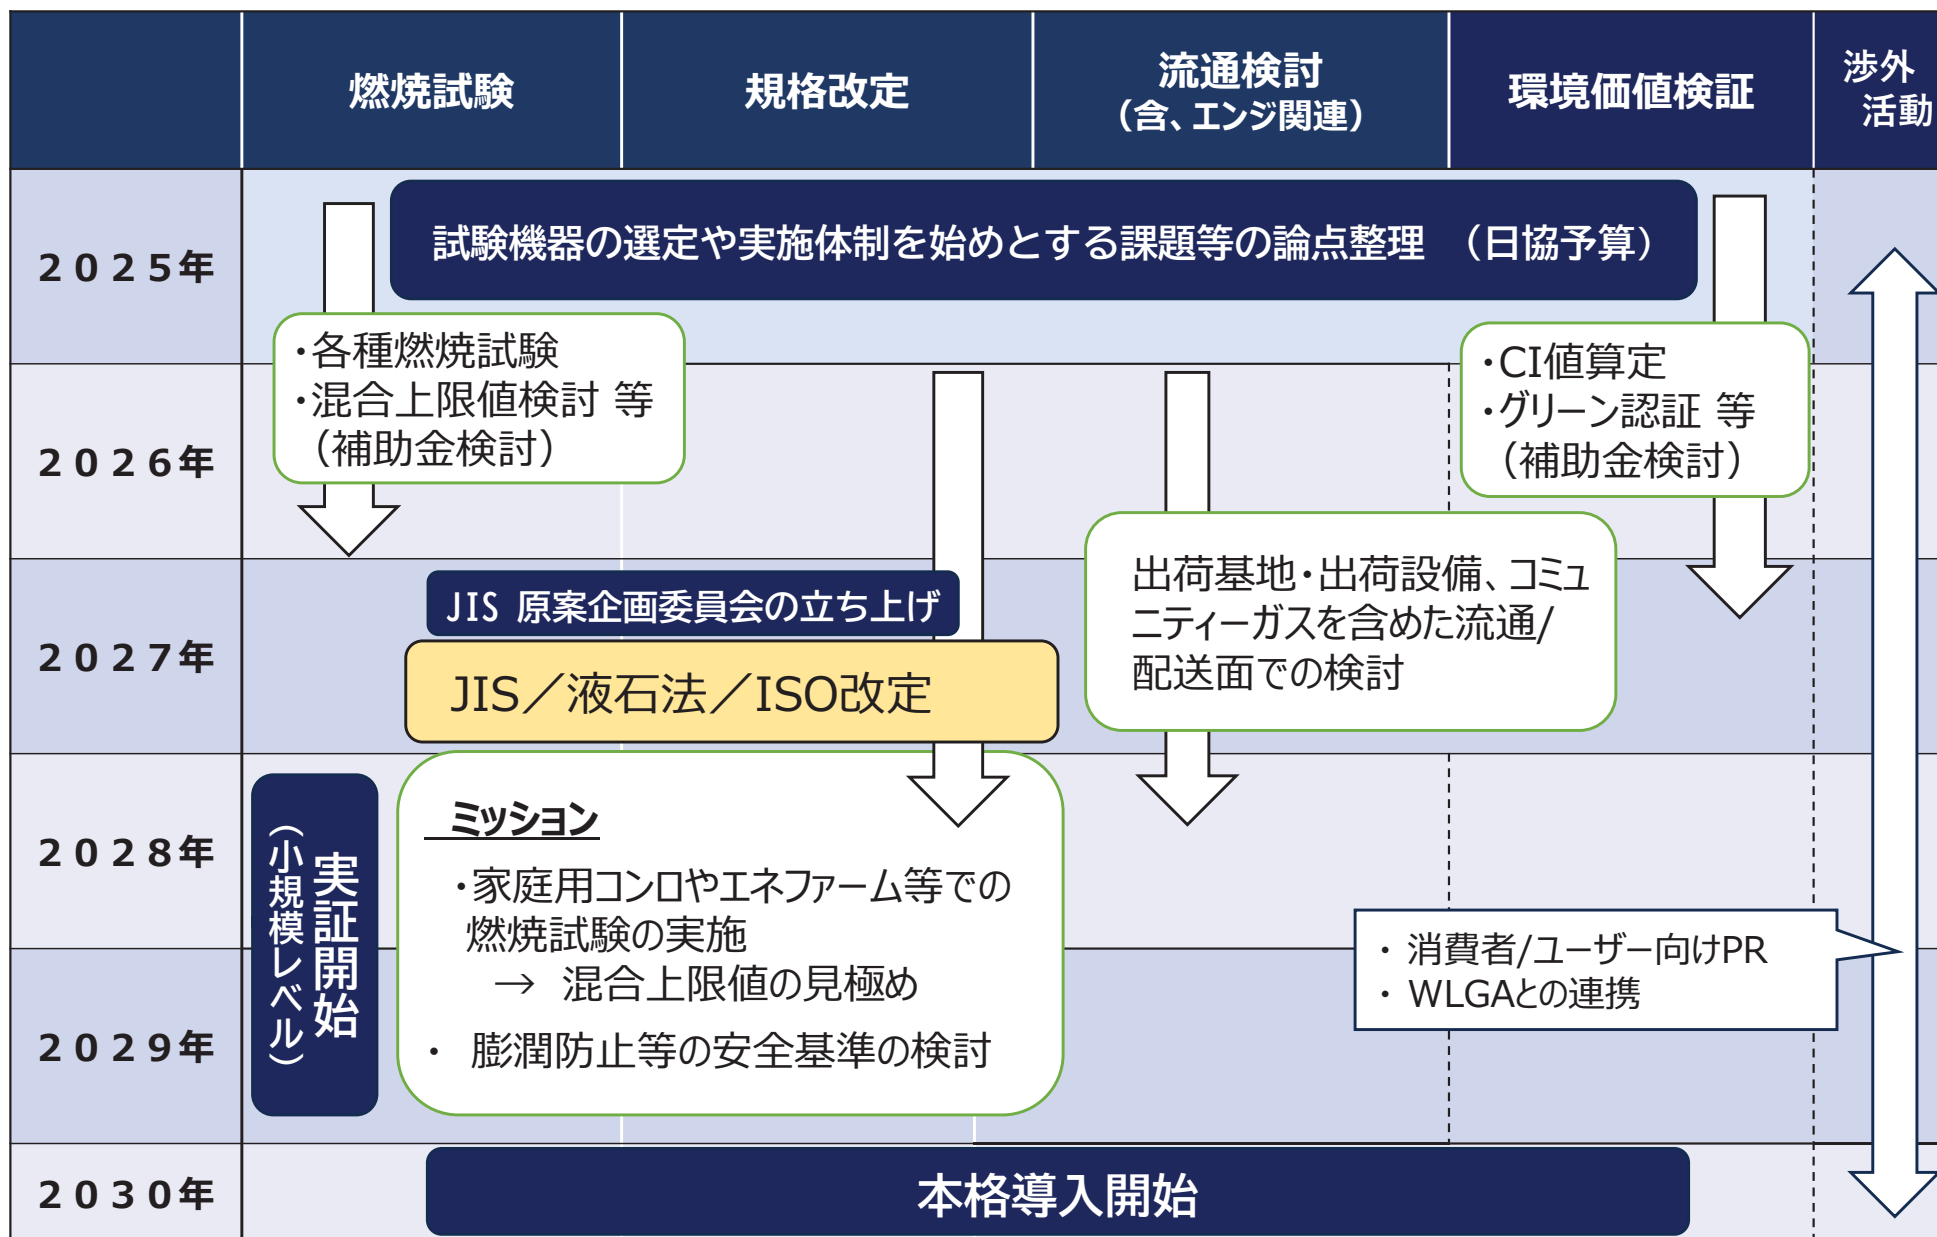 燃焼試験
規格改定
流通検討
（含、エンジ関連）
環境価値検証
渉外
活動
２０２５年
試験機器の選定や実施体制を始めとする課題等の論点整理　（日協予算）
・各種燃焼試験
・混合上限値検討 等
（補助金検討）
・CI値算定
・グリーン認証 等
（補助金検討）
２０２６年
出荷基地・出荷設備、コミュ
ニティーガスを含めた流通/
配送面での検討
２０２７年
JIS 原案企画委員会の立ち上げ
JIS／液石法／ISO改定
２０２８年
実証開始
（小規模レベル）
ミッション
・家庭用コンロやエネファーム等での
燃焼試験の実施
→ 混合上限値の見極め
・ 膨潤防止等の安全基準の検討
・ 消費者/ユーザー向けPR
・ WLGAとの連携
２０２９年
２０３０年
本格導入開始